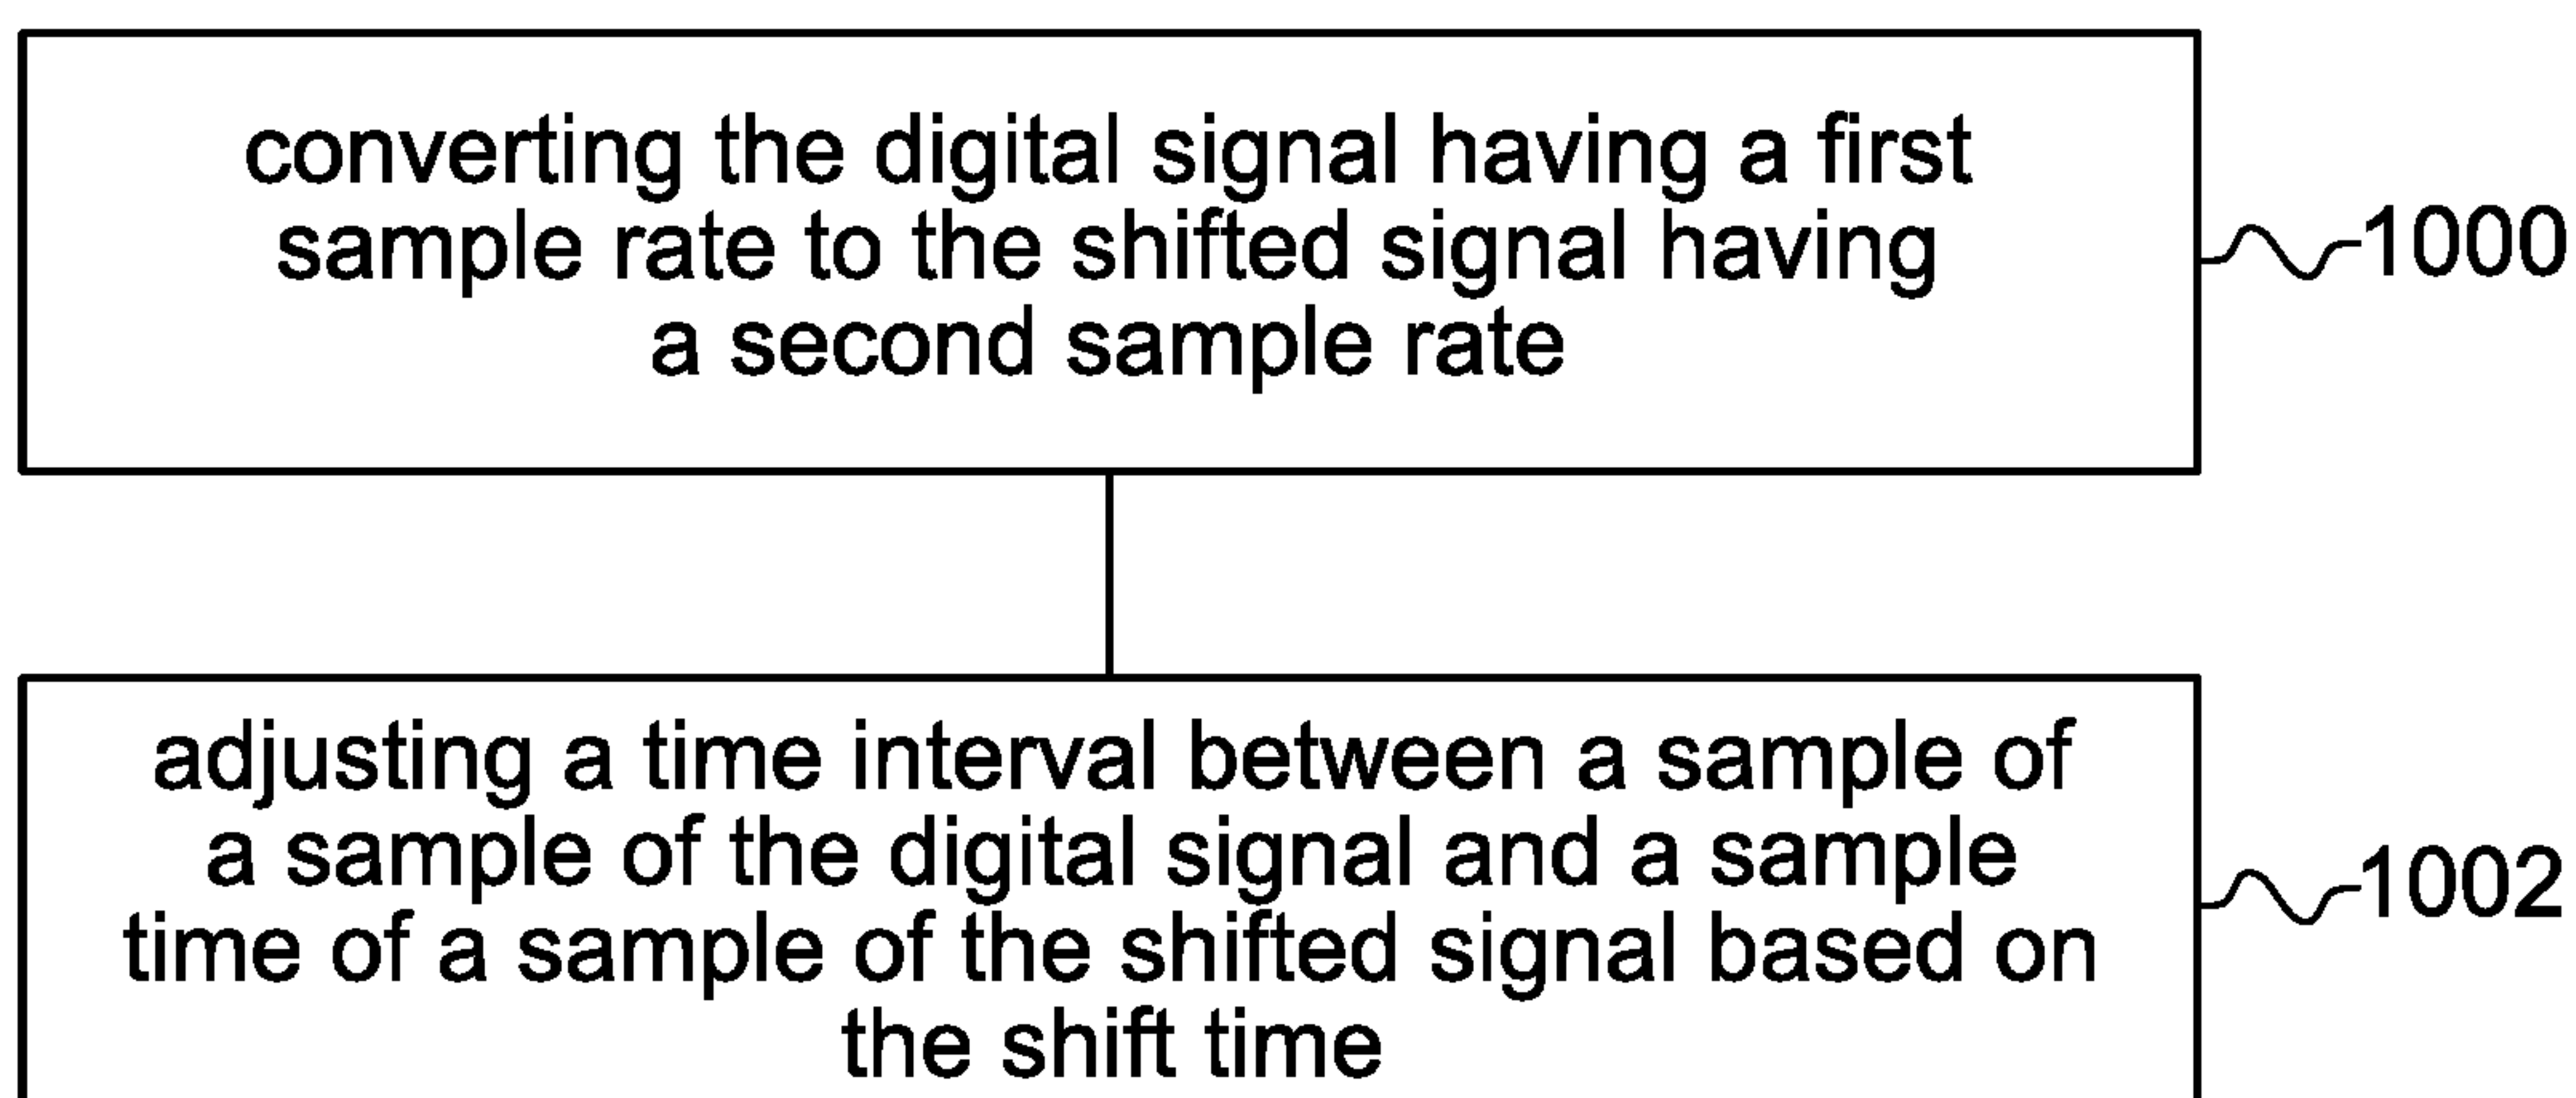 converting the digital signal having a first
sample rate to the shifted signal having
a second sample rate
1000
adjusting a time interval between a sample of
a sample of the digital signal and a sample
time of a sample of the shifted signal based on
the shift time
1002